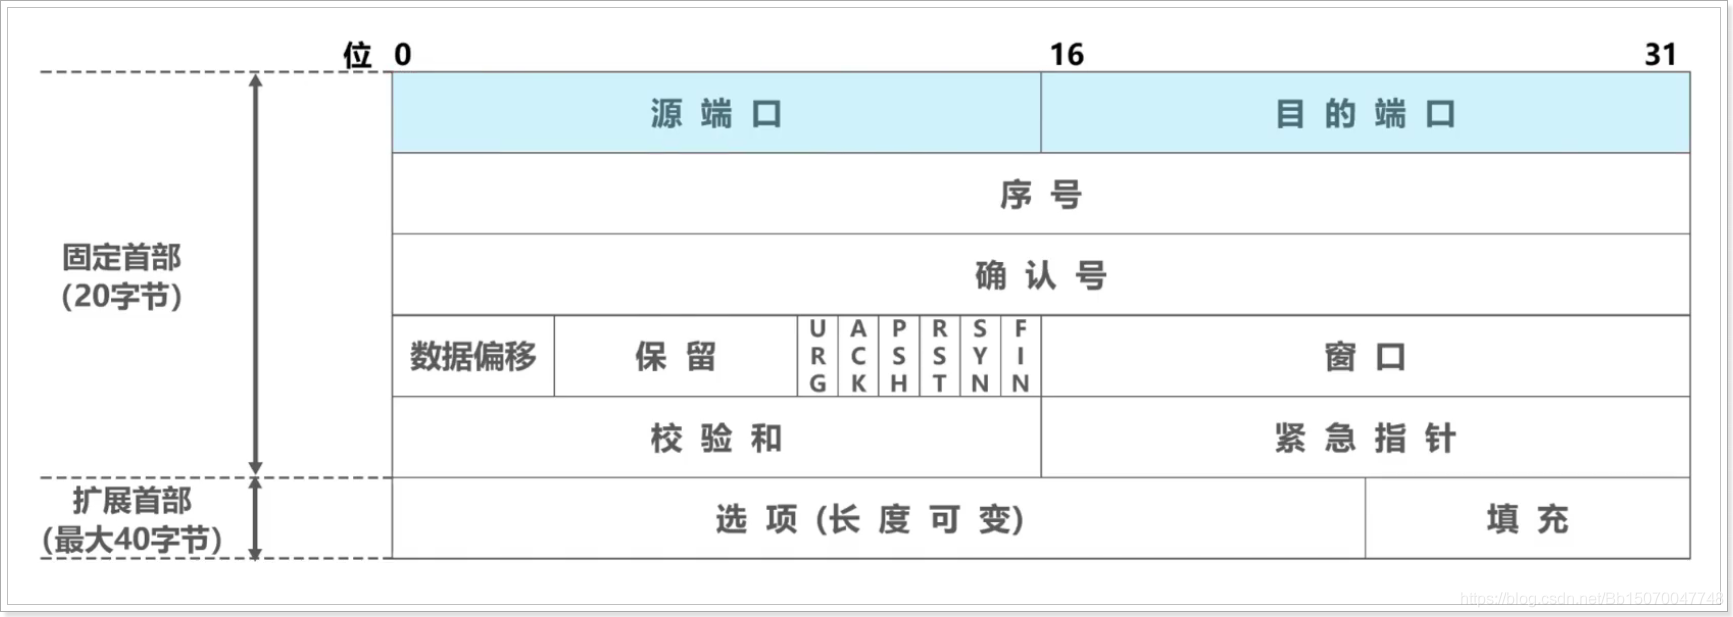 位 0 16 31
源端口 目的端口
序号
确认号
固定首部
(20字节)
数据偏移 保留 URG ACK PSH RST SYN FIN 窗口
校验和 紧急指针
扩展首部
(最大40字节)
选项(长度可变) 填充
https://blog.csdn.net/Bb15070047748